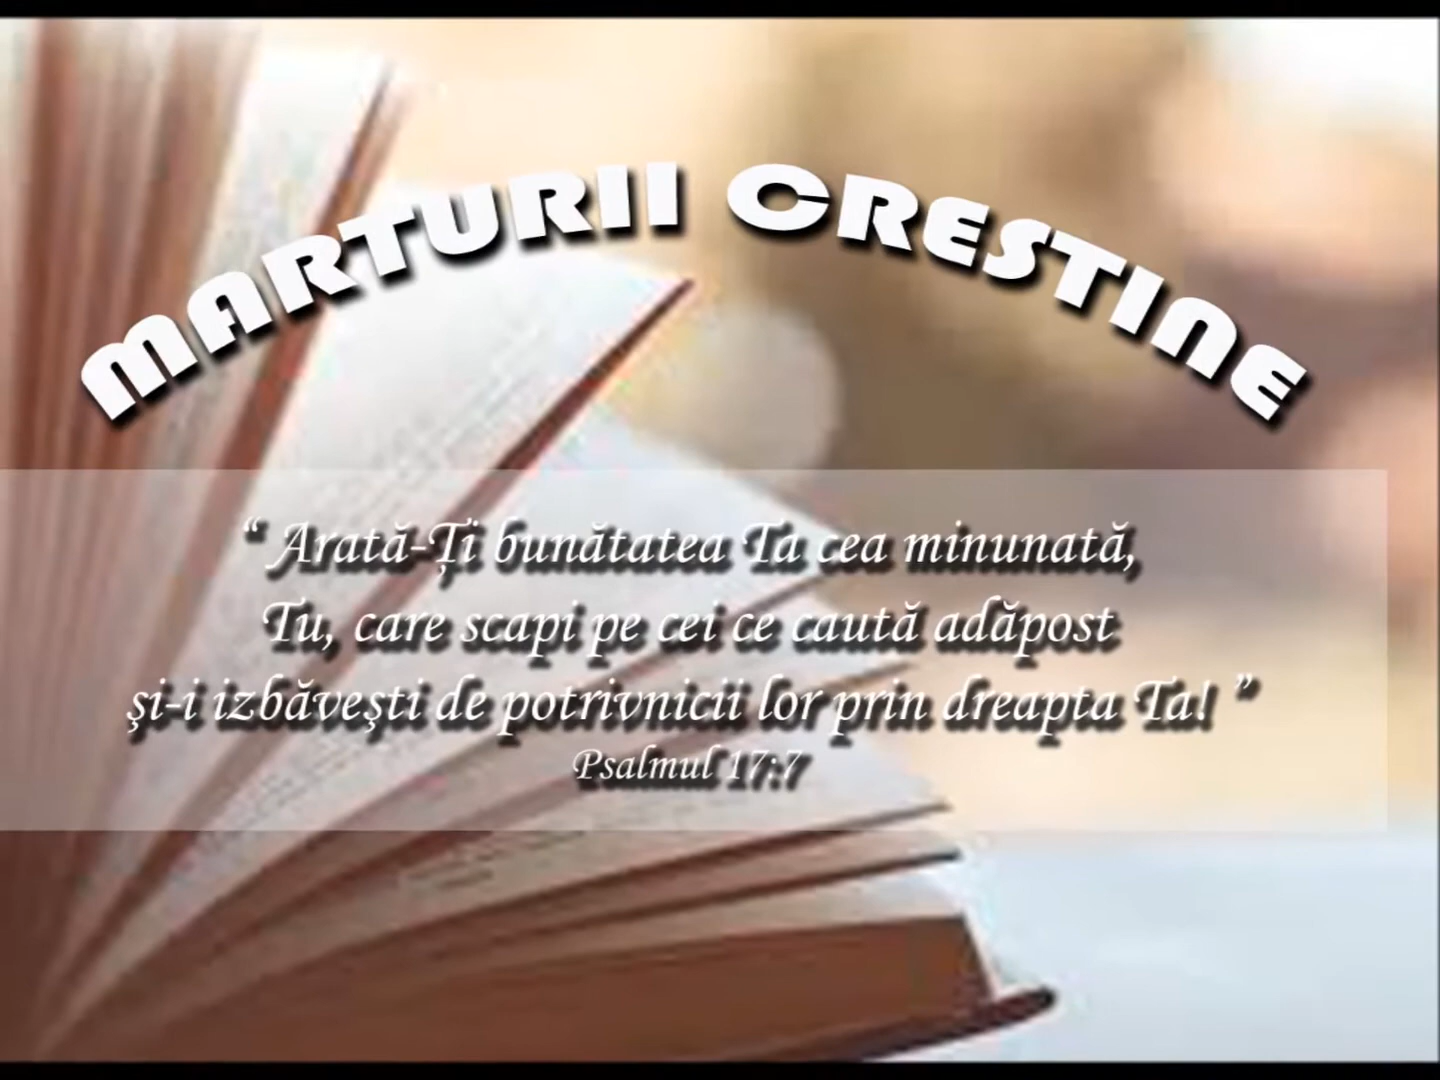 MARTURII CRESTINE
“ Arată-Ți bunătatea Ta cea minunată,
Tu, care scapi pe cei ce caută adăpost
şi-i izbăveşti de potrivnicii lor prin dreapta Ta! ”
Psalmul 17:7